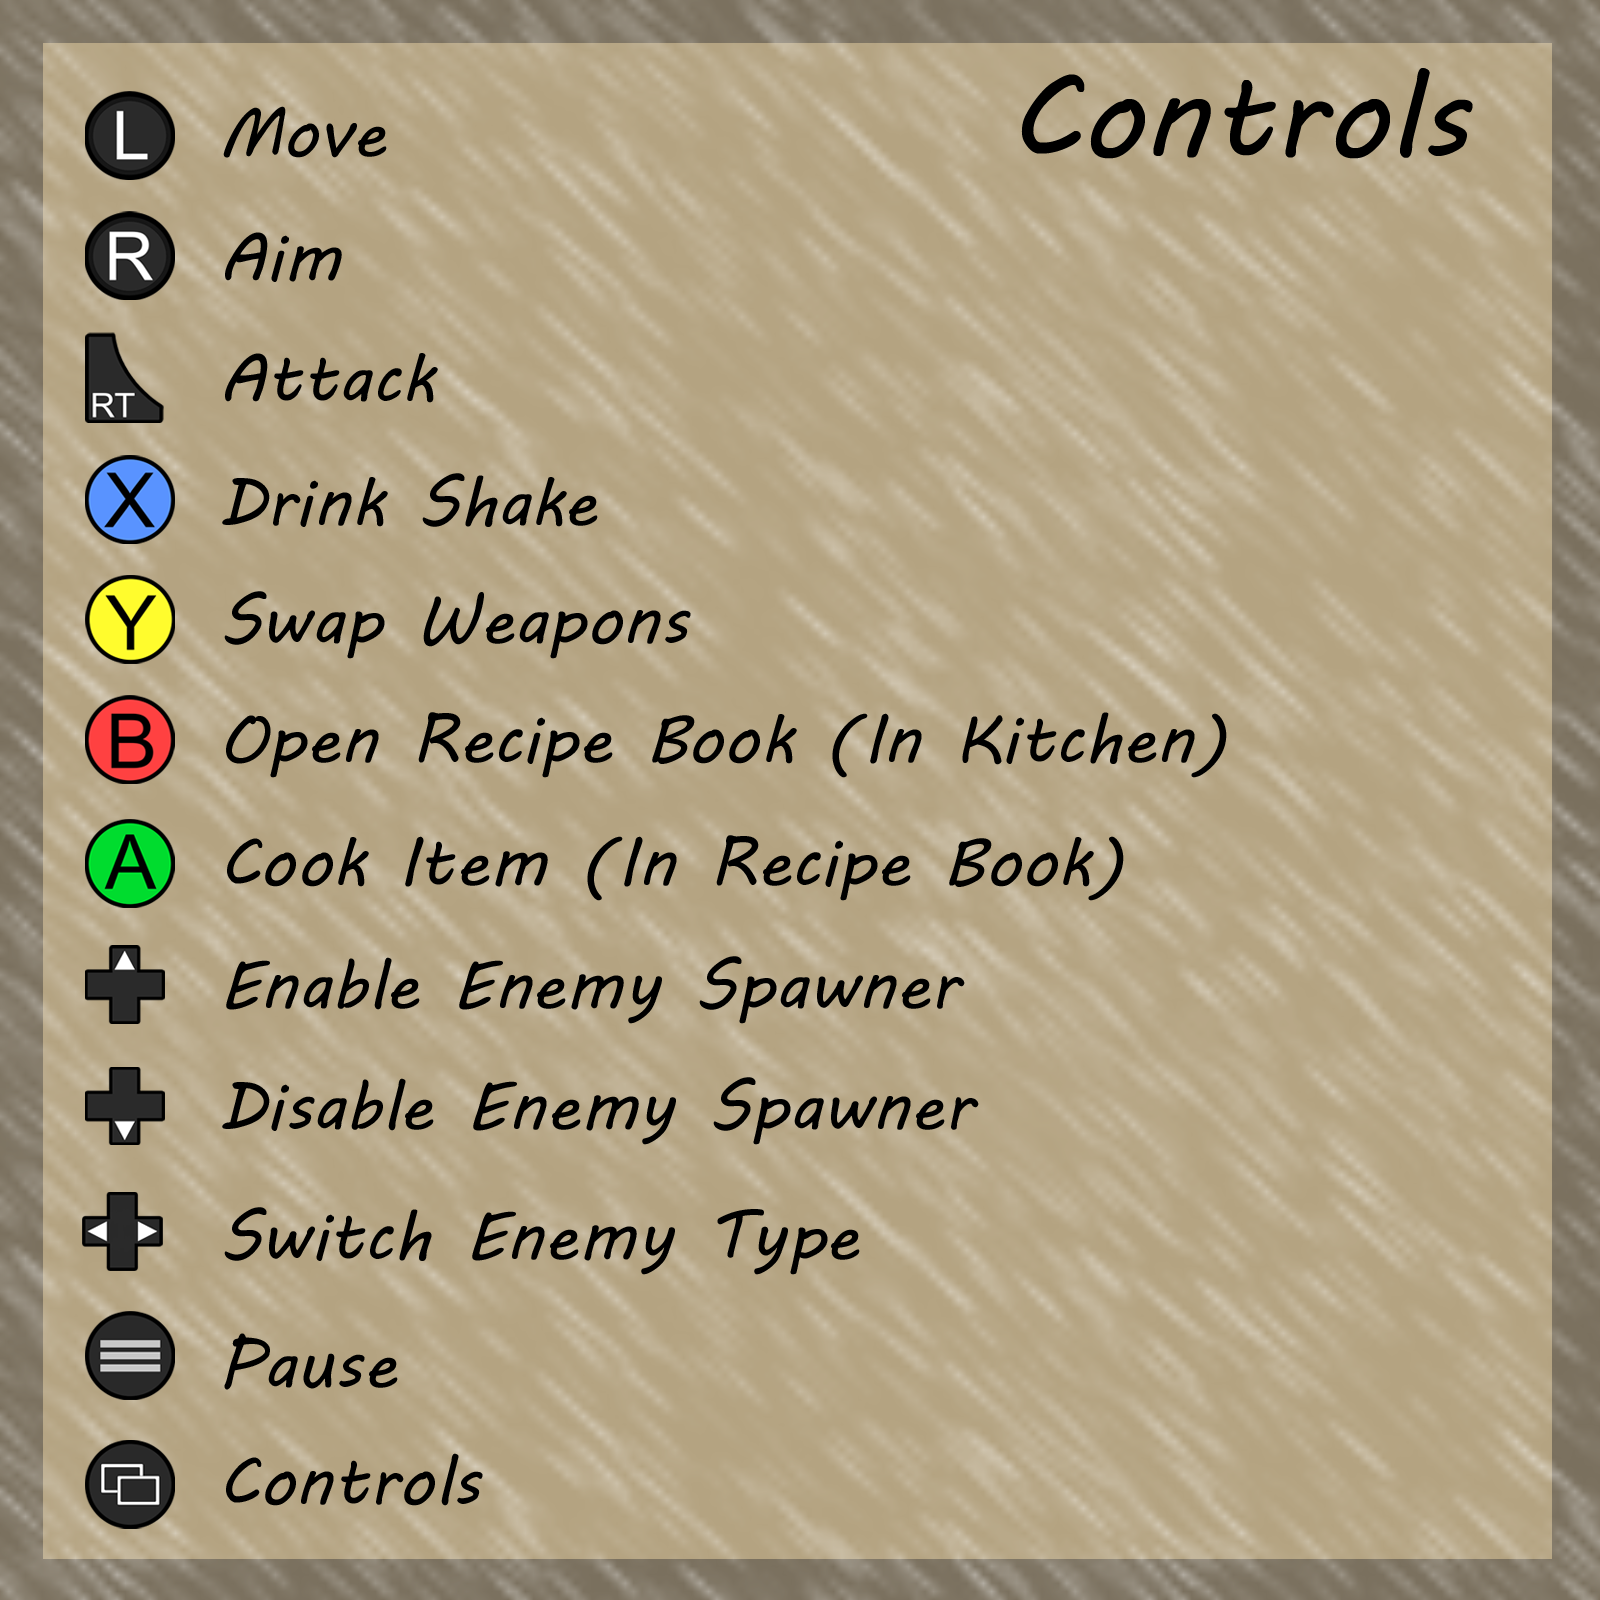 Controls
L Move
R Aim
RT Attack
X Drink Shake
Y Swap Weapons
B Open Recipe Book (In Kitchen)
A Cook Item (In Recipe Book)
Enable Enemy Spawner
Disable Enemy Spawner
Switch Enemy Type
Pause
Controls